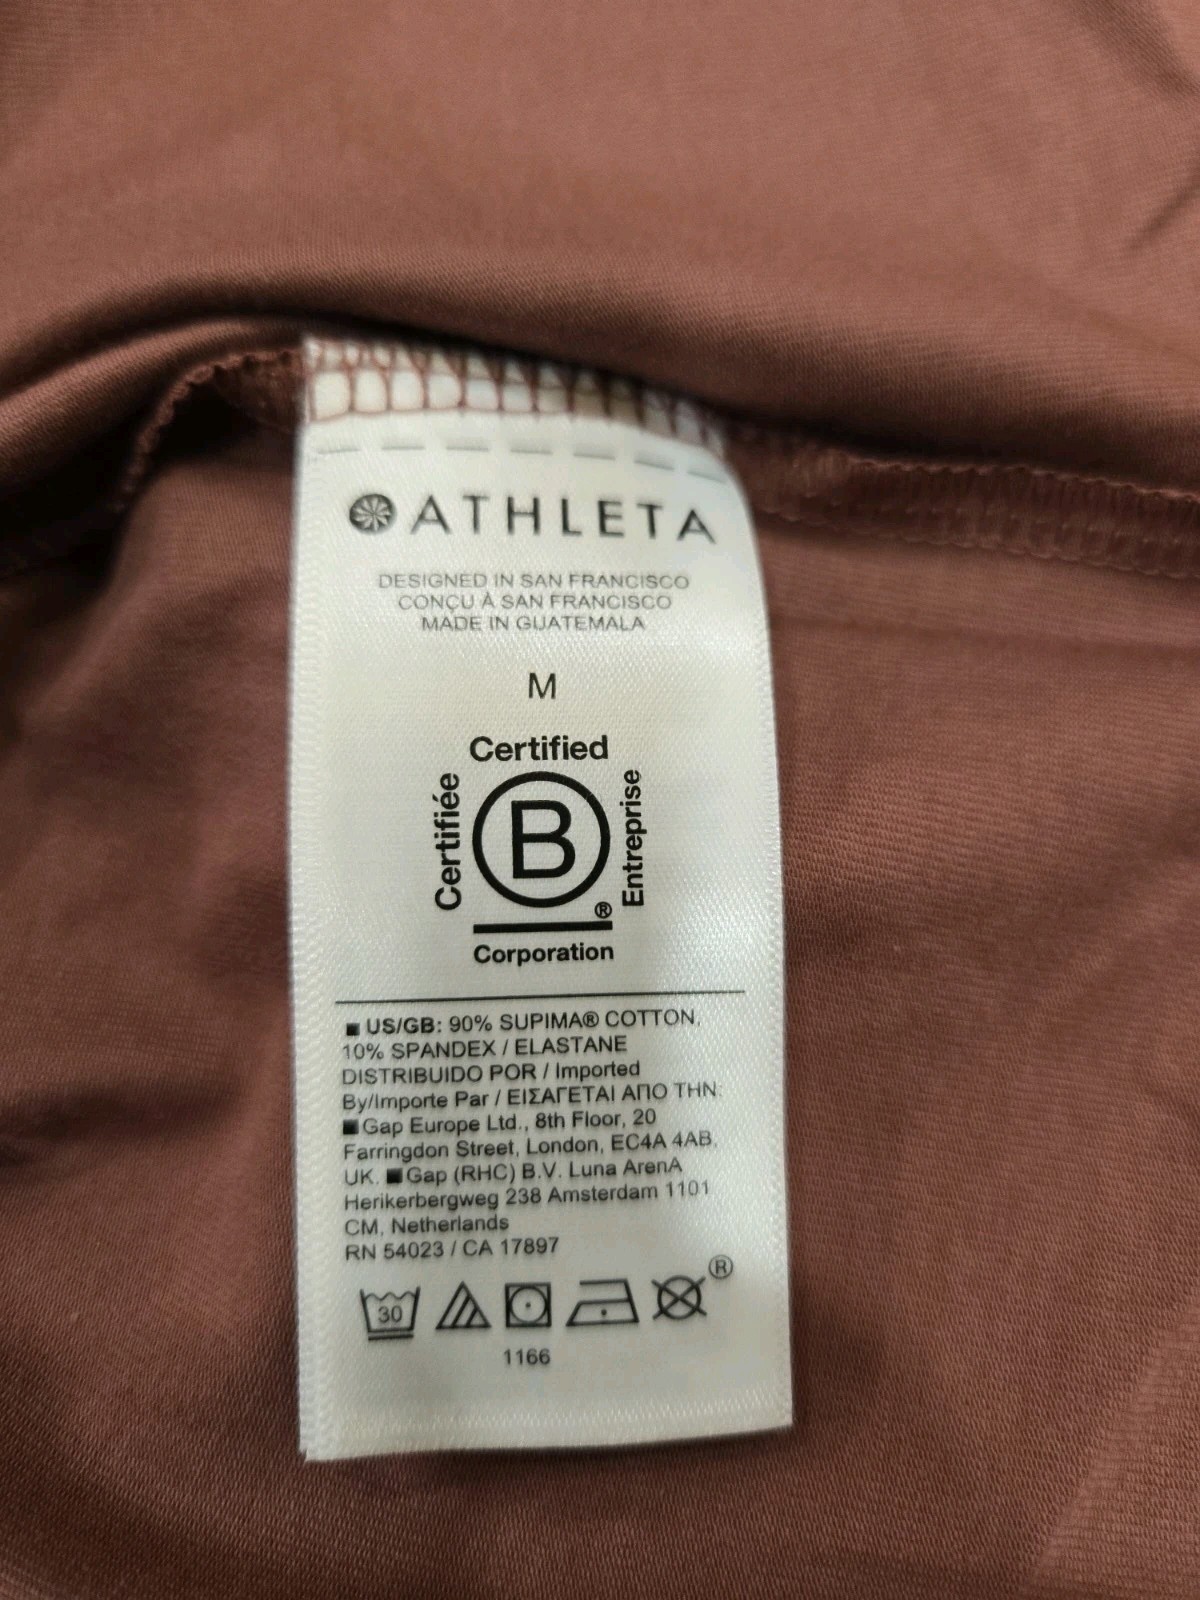 ATHLETA
DESIGNED IN SAN FRANCISCO
CONÇU À SAN FRANCISCO
MADE IN GUATEMALA
M
Certified
Certifiée
B
Entreprise
®
Corporation
■ US/GB: 90% SUPIMA® COTTON,
10% SPANDEX / ELASTANE
DISTRIBUIDO POR / Imported
By/Importe Par / ΕΙΣΑΓΕΤΑΙ ΑΠΟ ΤΗΝ:
■ Gap Europe Ltd., 8th Floor, 20
Farringdon Street, London, EC4A 4AB,
UK. ■ Gap (RHC) B.V. Luna ArenA
Herikerbergweg 238 Amsterdam 1101
CM, Netherlands
RN 54023 / CA 17897
30
®
1166